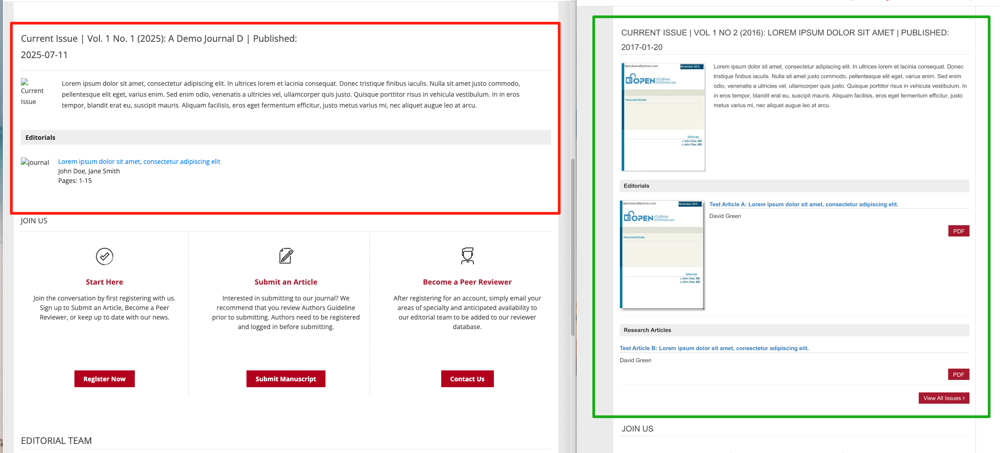 Current Issue | Vol. 1 No. 1 (2025): A Demo Journal D | Published:
2025-07-11
Current
Issue
Lorem ipsum dolor sit amet, consectetur adipiscing elit. In ultrices lorem et lacinia consequat. Donec tristique finibus iaculis. Nulla sit amet justo commodo,
pellentesque elit eget, varius enim. Sed enim odio, venenatis a ultricies vel, ullamcorper quis justo. Quisque porttitor risus in vehicula vestibulum. In in eros
tempor, blandit erat eu, suscipit mauris. Aliquam facilisis, eros eget fermentum efficitur, justo metus varius mi, nec aliquet augue leo at arcu.
Editorials
journal
Lorem ipsum dolor sit amet, consectetur adipiscing elit
John Doe, Jane Smith
Pages: 1-15
JOIN US
Start Here
Join the conversation by first registering with us.
Sign up to Submit an Article, Become a Peer
Reviewer, or keep up to date with our news.
Register Now
Submit an Article
Interested in submitting to our journal? We
recommend that you review Authors Guideline
prior to submitting. Authors need to be registered
and logged in before submitting.
Submit Manuscript
Become a Peer Reviewer
After registering for an account, simply email your
areas of specialty and anticipated availability to
our editorial team to be added to our reviewer
database.
Contact Us
EDITORIAL TEAM
CURRENT ISSUE | VOL 1 NO 2 (2016): LOREM IPSUM DOLOR SIT AMET | PUBLISHED:
2017-01-20
OpenJournalSystems.com
November 2013
OPEN JOURNAL
SYSTEMS.com
Featured Articles
Editorials
» John Doe, MD
» John Doe, MD
Lorem ipsum dolor sit amet, consectetur adipiscing elit. In ultrices lorem et lacinia consequat. Donec
tristique finibus iaculis. Nulla sit amet justo commodo, pellentesque elit eget, varius enim. Sed enim
odio, venenatis a ultricies vel, ullamcorper quis justo. Quisque porttitor risus in vehicula vestibulum. In
in eros tempor, blandit erat eu, suscipit mauris. Aliquam facilisis, eros eget fermentum efficitur, justo
metus varius mi, nec aliquet augue leo at arcu.
Editorials
OpenJournalSystems.com
November 2013
OPEN JOURNAL
SYSTEMS.com
Featured Articles
Editorials
» John Doe, MD
» John Doe, MD
Test Article A: Lorem ipsum dolor sit amet, consectetur adipiscing elit.
David Green
PDF
Research Articles
Test Article B: Lorem ipsum dolor sit amet, consectetur adipiscing elit.
David Green
PDF
View All Issues >
JOIN US